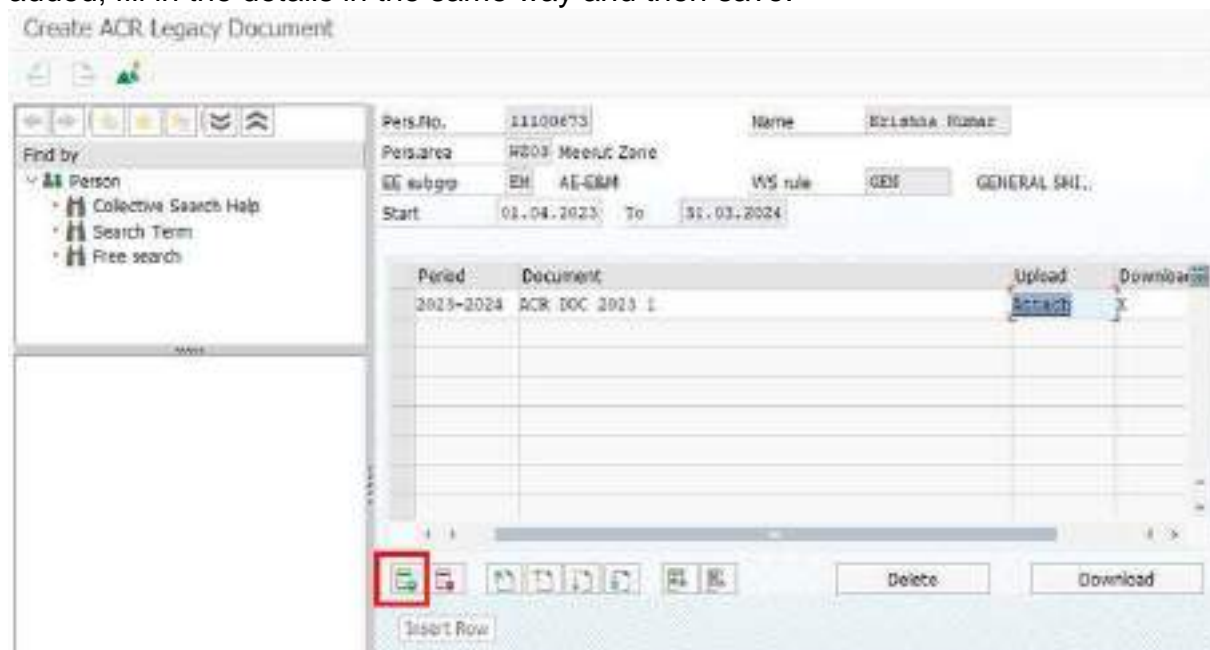 added, fill in the details in the same way and then save.
Create ACR Legacy Document
Find by
Person
Collective Search Help
Search Term
Free search
Pers.No. 11100673 Name Krishna Kumar
Pers.area WZ03 Meerut Zone
EE subgrp EM AE-E&M WS rule GEN GENERAL SHI..
Start 01.04.2023 To 31.03.2024
Period Document Upload Download
2023-2024 ACR DOC 2023 1 Attach X
Delete Download
Insert Row